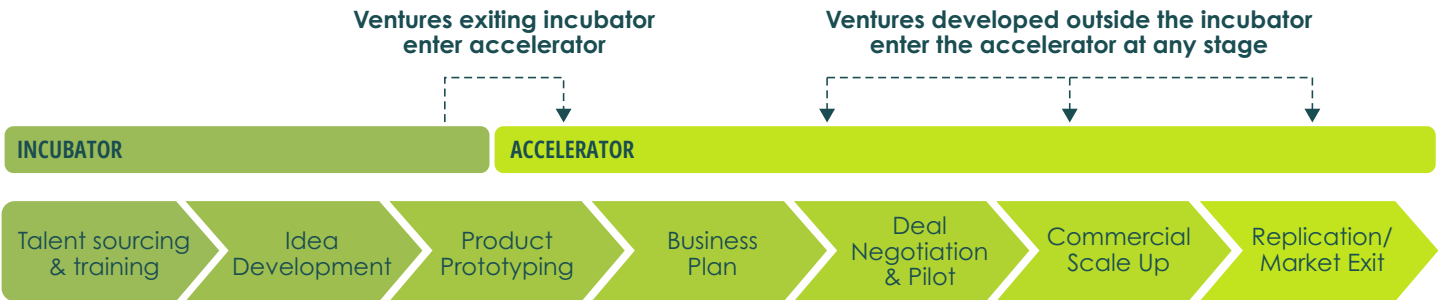 Ventures exiting incubator
enter accelerator
Ventures developed outside the incubator
enter the accelerator at any stage
INCUBATOR
ACCELERATOR
Talent sourcing
& training
Idea
Development
Product
Prototyping
Business
Plan
Deal
Negotiation
& Pilot
Commercial
Scale Up
Replication/
Market Exit